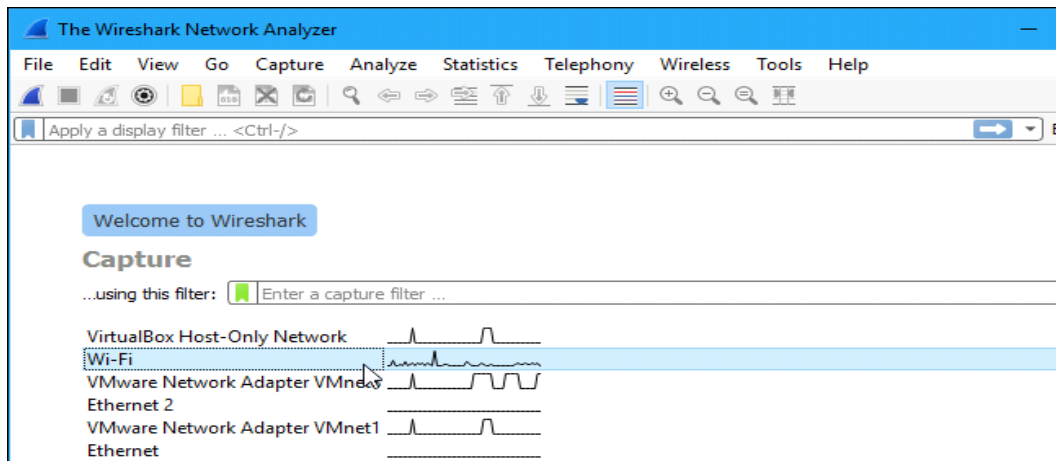 The Wireshark Network Analyzer
File Edit View Go Capture Analyze Statistics Telephony Wireless Tools Help
Apply a display filter ... <Ctrl-/>
Welcome to Wireshark
Capture
...using this filter: Enter a capture filter ...
VirtualBox Host-Only Network
Wi-Fi
VMware Network Adapter
Ethernet 2
VMware Network Adapter VMnet1
Ethernet